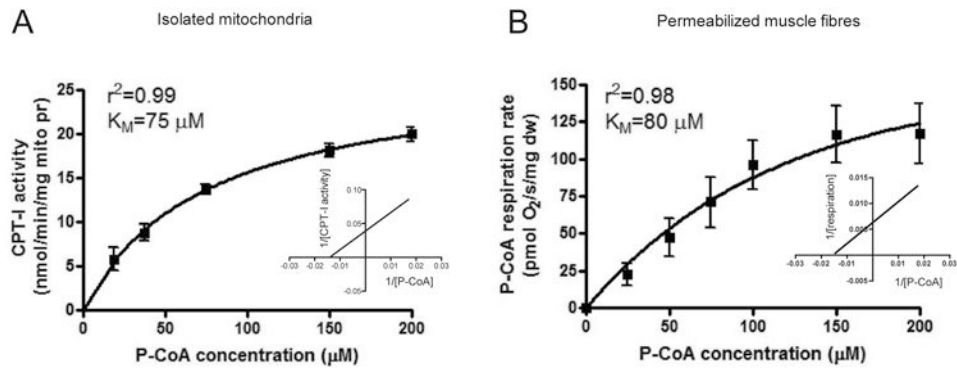 A
Isolated mitochondria
r²=0.99
K_M=75 µM
CPT-I activity
(nmol/min/mg mito pr)
25
20
15
10
5
0
0
50
100
150
200
P-CoA concentration (µM)
1/[CPT-I activity]
0.10
0.05
-0.05
-0.03
-0.02
-0.01
0.01
0.02
0.03
1/[P-CoA]
B
Permeabilized muscle fibres
r²=0.98
K_M=80 µM
P-CoA respiration rate
(pmol O₂/s/mg dw)
150
125
100
75
50
25
0
0
50
100
150
200
P-CoA concentration (µM)
1/[respiration]
0.015
0.010
0.005
-0.005
-0.03
-0.02
-0.01
0.01
0.02
0.03
1/[P-CoA]